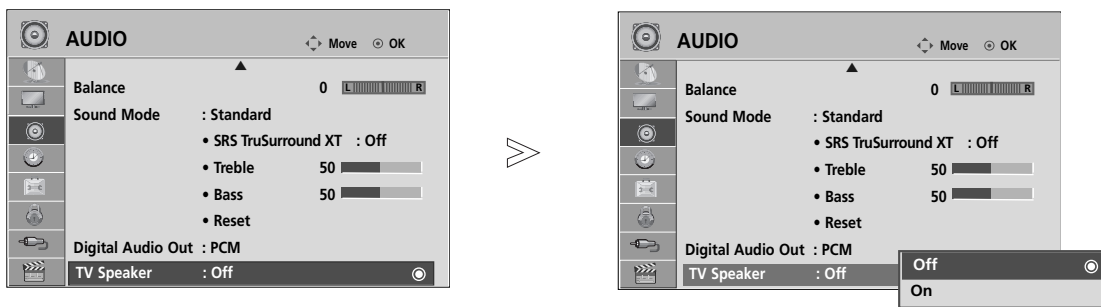 AUDIO
Move OK
Balance 0 L R
Sound Mode : Standard
• SRS TruSurround XT : Off
• Treble 50
• Bass 50
• Reset
Digital Audio Out : PCM
TV Speaker : Off
AUDIO
Move OK
Balance 0 L R
Sound Mode : Standard
• SRS TruSurround XT : Off
• Treble 50
• Bass 50
• Reset
Digital Audio Out : PCM
TV Speaker : Off
Off
On